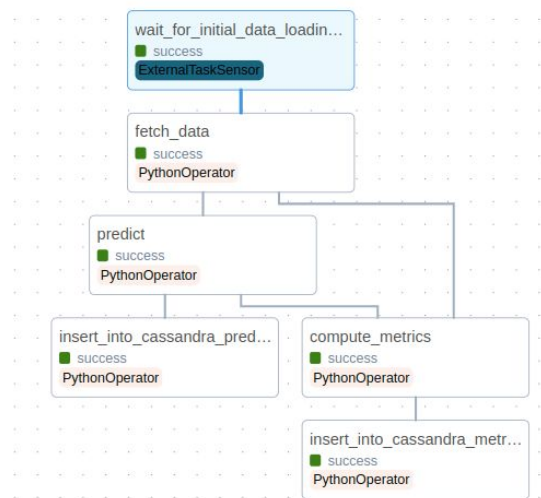 wait_for_initial_data_loadin...
success
ExternalTaskSensor
fetch_data
success
PythonOperator
predict
success
PythonOperator
insert_into_cassandra_pred...
success
PythonOperator
compute_metrics
success
PythonOperator
insert_into_cassandra_metr...
success
PythonOperator